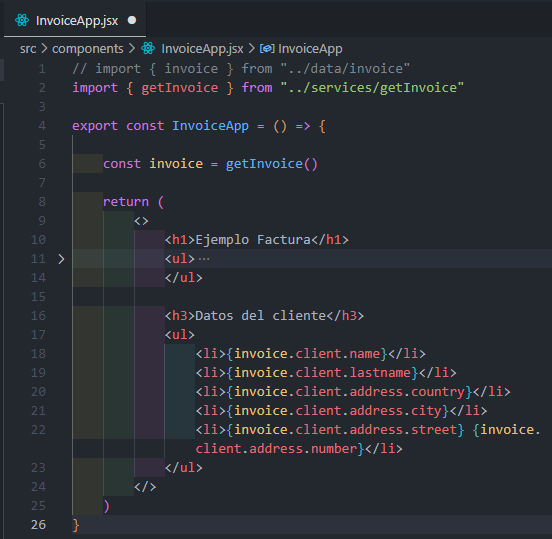 InvoiceApp.jsx
src > components > InvoiceApp.jsx > InvoiceApp
1 // import { invoice } from "../data/invoice"
2 import { getInvoice } from "../services/getInvoice"
3
4 export const InvoiceApp = () => {
5
6 const invoice = getInvoice()
7
8 return (
9 <>
10 <h1>Ejemplo Factura</h1>
11 <ul>···
14 </ul>
15
16 <h3>Datos del cliente</h3>
17 <ul>
18 <li>{invoice.client.name}</li>
19 <li>{invoice.client.lastname}</li>
20 <li>{invoice.client.address.country}</li>
21 <li>{invoice.client.address.city}</li>
22 <li>{invoice.client.address.street} {invoice.
client.address.number}</li>
23 </ul>
24 </>
25 )
26 }